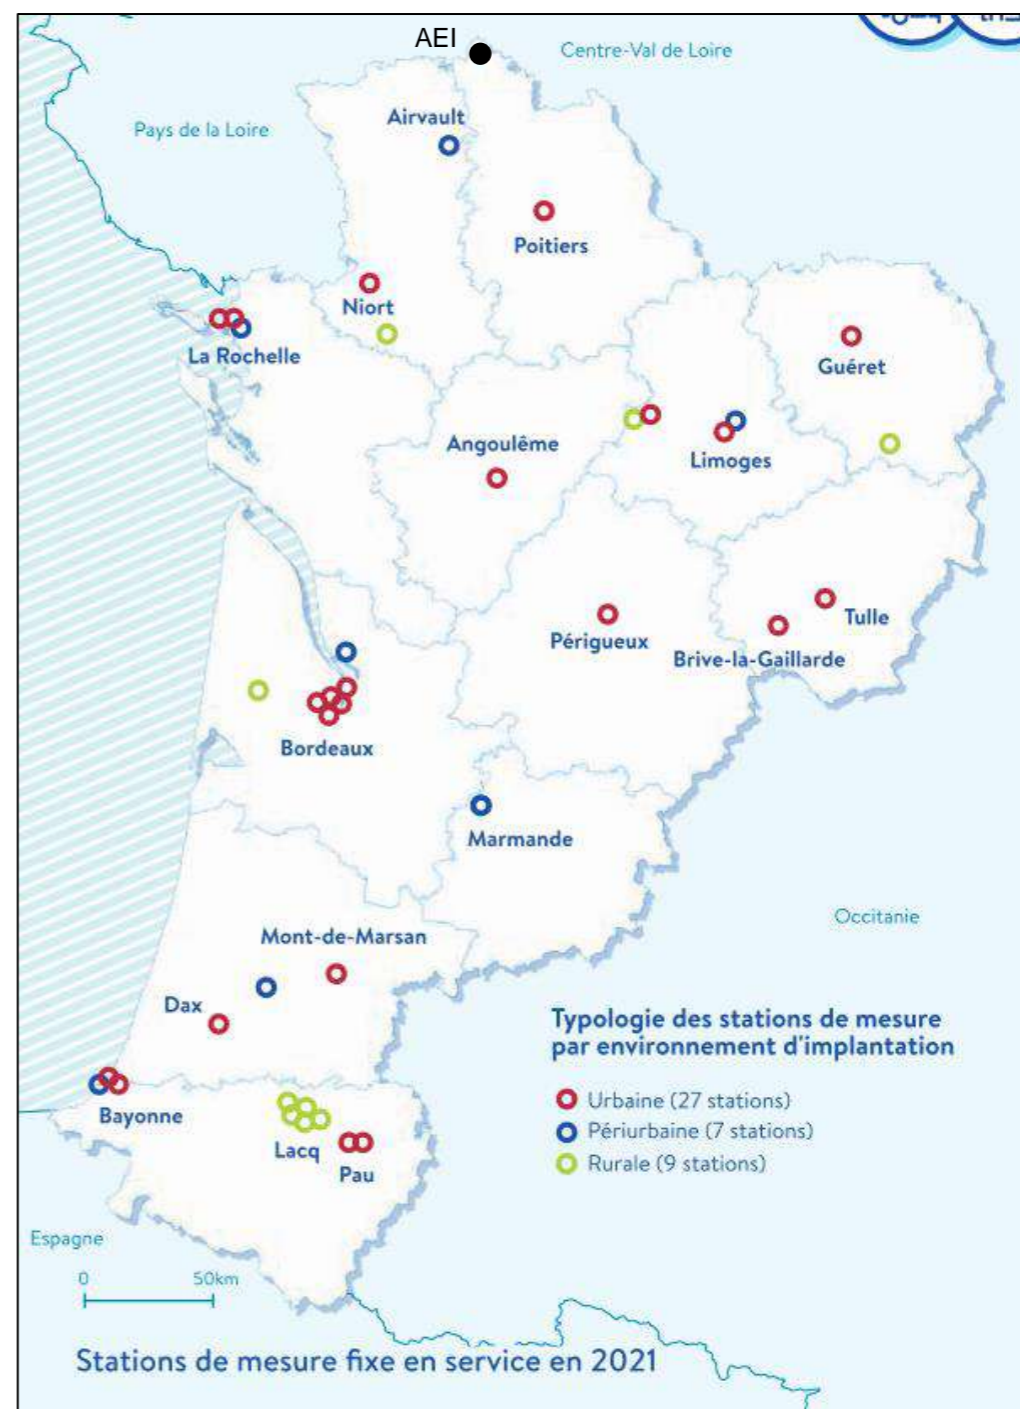 AEI
Centre-Val de Loire
Airvault
Pays de la Loire
Poitiers
Niort
La Rochelle
Guéret
Angoulême
Limoges
Périgueux
Tulle
Brive-la-Gaillarde
Bordeaux
Marmande
Occitanie
Mont-de-Marsan
Dax
Typologie des stations de mesure
par environnement d'implantation
Urbaine (27 stations)
Périurbaine (7 stations)
Rurale (9 stations)
Bayonne
Lacq
Pau
Espagne
0 50km
Stations de mesure fixe en service en 2021